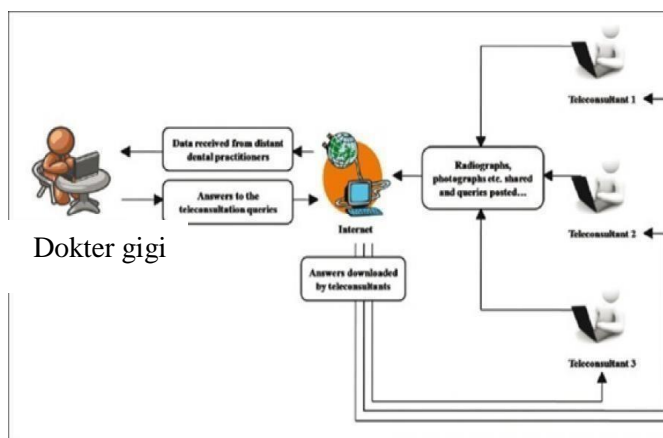 Data received from distant
dental practitioners
Answers to the
teleconsultation queries
Dokter gigi
Internet
Answers downloaded
by teleconsultants
Radiographs,
photographs etc. shared
and queries posted...
Teleconsultant 1
Teleconsultant 2
Teleconsultant 3